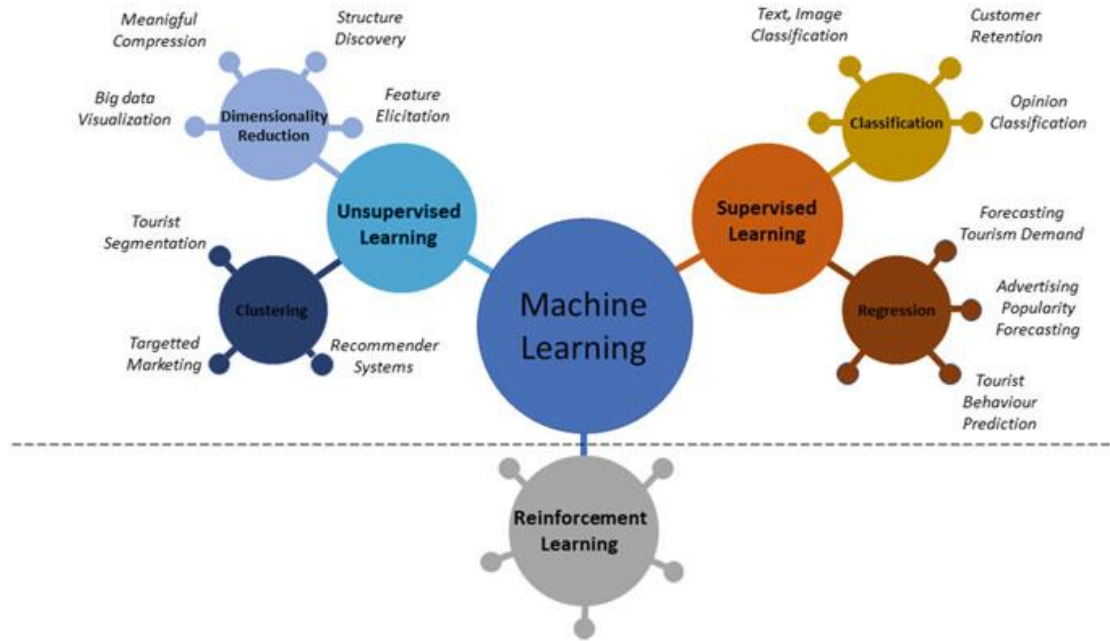 Meanigful
Compression
Structure
Discovery
Big data
Visualization
Dimensionality
Reduction
Feature
Elicitation
Unsupervised
Learning
Tourist
Segmentation
Clustering
Targetted
Marketing
Recommender
Systems
Machine
Learning
Text, Image
Classification
Customer
Retention
Classification
Opinion
Classification
Supervised
Learning
Forecasting
Tourism Demand
Regression
Advertising
Popularity
Forecasting
Tourist
Behaviour
Prediction
Reinforcement
Learning